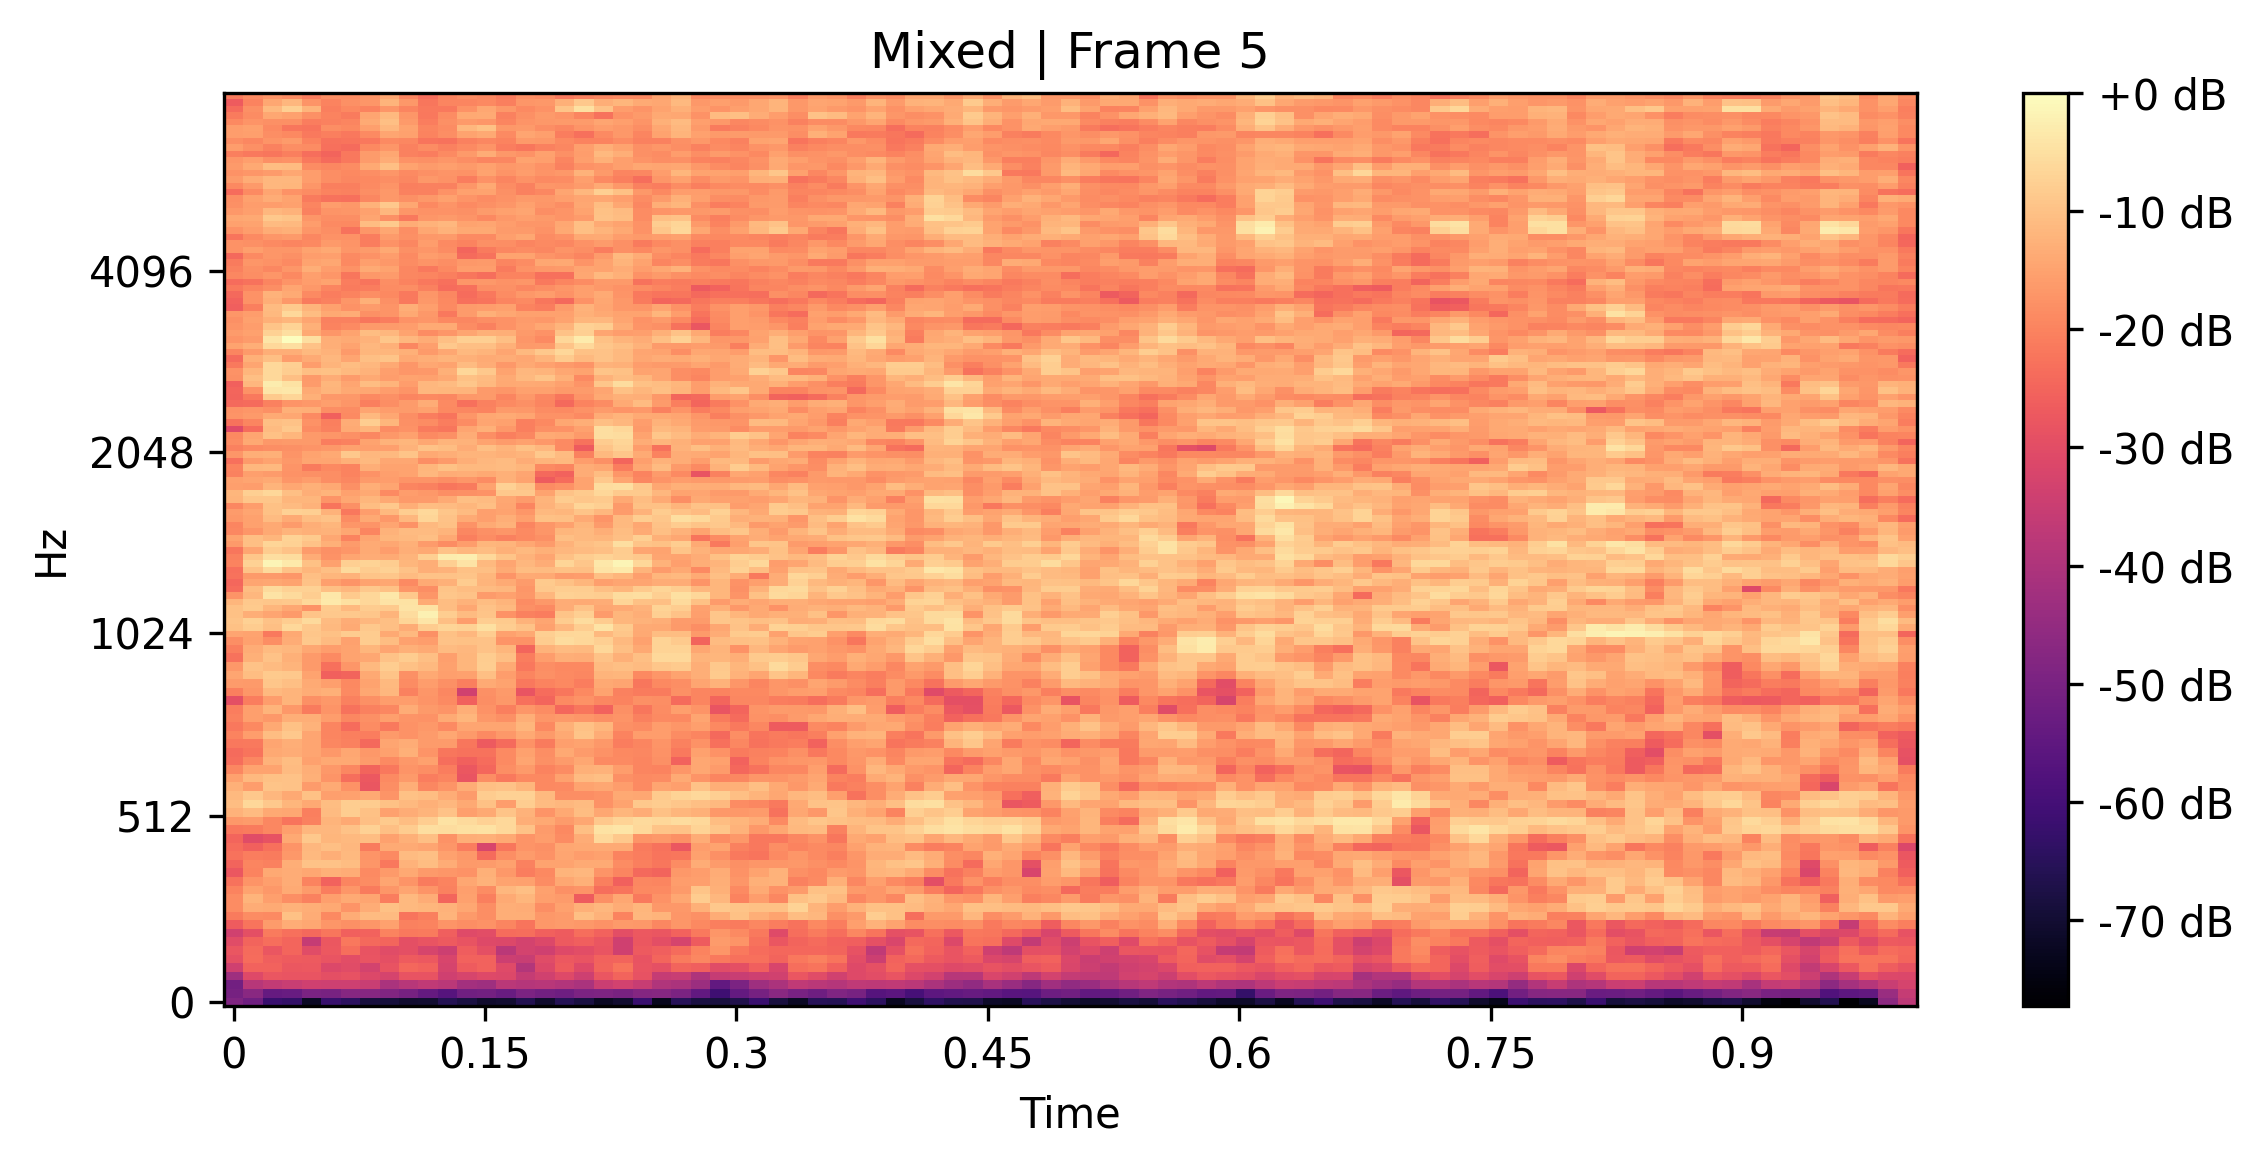 Mixed | Frame 5
+0 dB
-10 dB
-20 dB
-30 dB
-40 dB
-50 dB
-60 dB
-70 dB
Hz
4096
2048
1024
512
0
0 0.15 0.3 0.45 0.6 0.75 0.9
Time